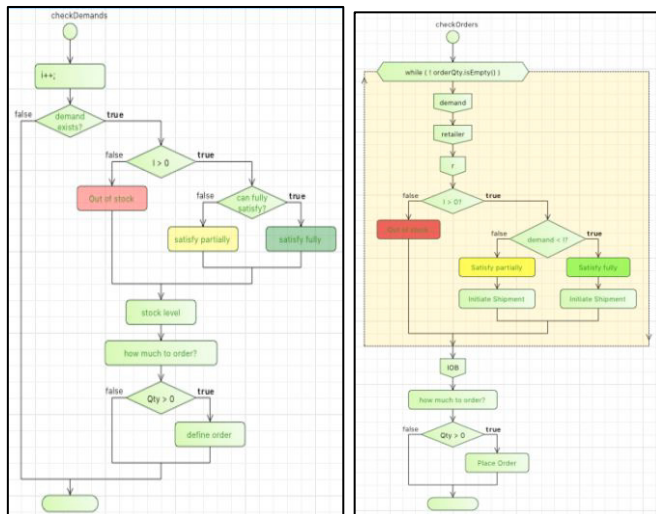 checkDemands
i++;
false
demand
exists?
true
false
I > 0
true
Out of stock
false
can fully
satisfy?
true
satisfy partially
satisfy fully
stock level
how much to order?
false
Qty > 0
true
define order
checkOrders
while ( ! orderQty.isEmpty() )
demand
retailer
r
false
I > 0?
true
Out of stock
false
demand < I?
true
Satisfy partially
Satisfy fully
Initiate Shipment
Initiate Shipment
IOB
how much to order?
false
Qty > 0
true
Place Order